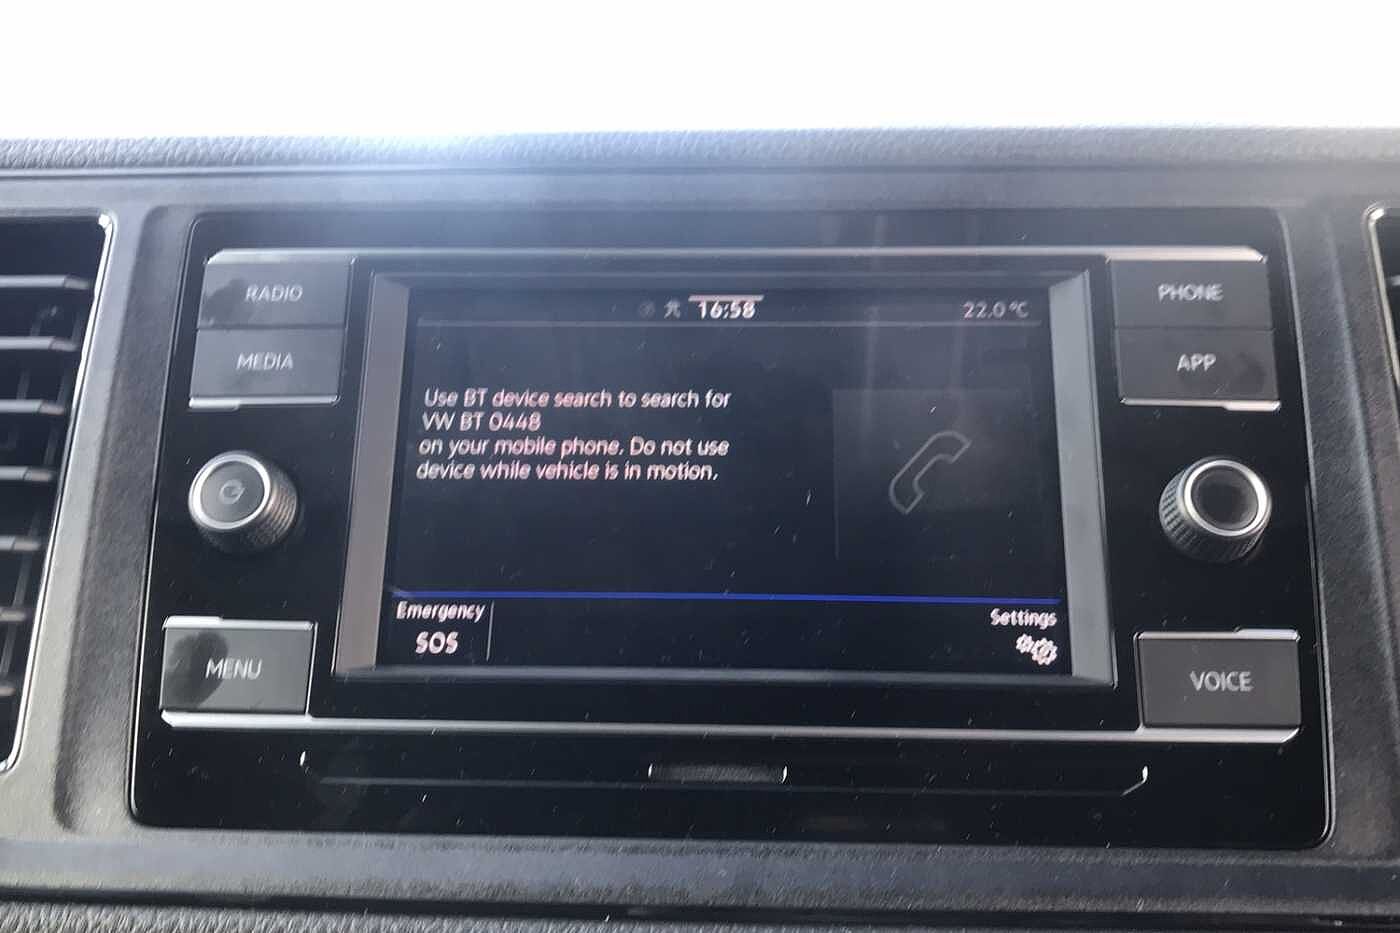 RADIO
MEDIA
MENU
16:58
22.0 °C
Use BT device search to search for
VW BT 0448
on your mobile phone. Do not use
device while vehicle is in motion.
Emergency
SOS
Settings
PHONE
APP
VOICE